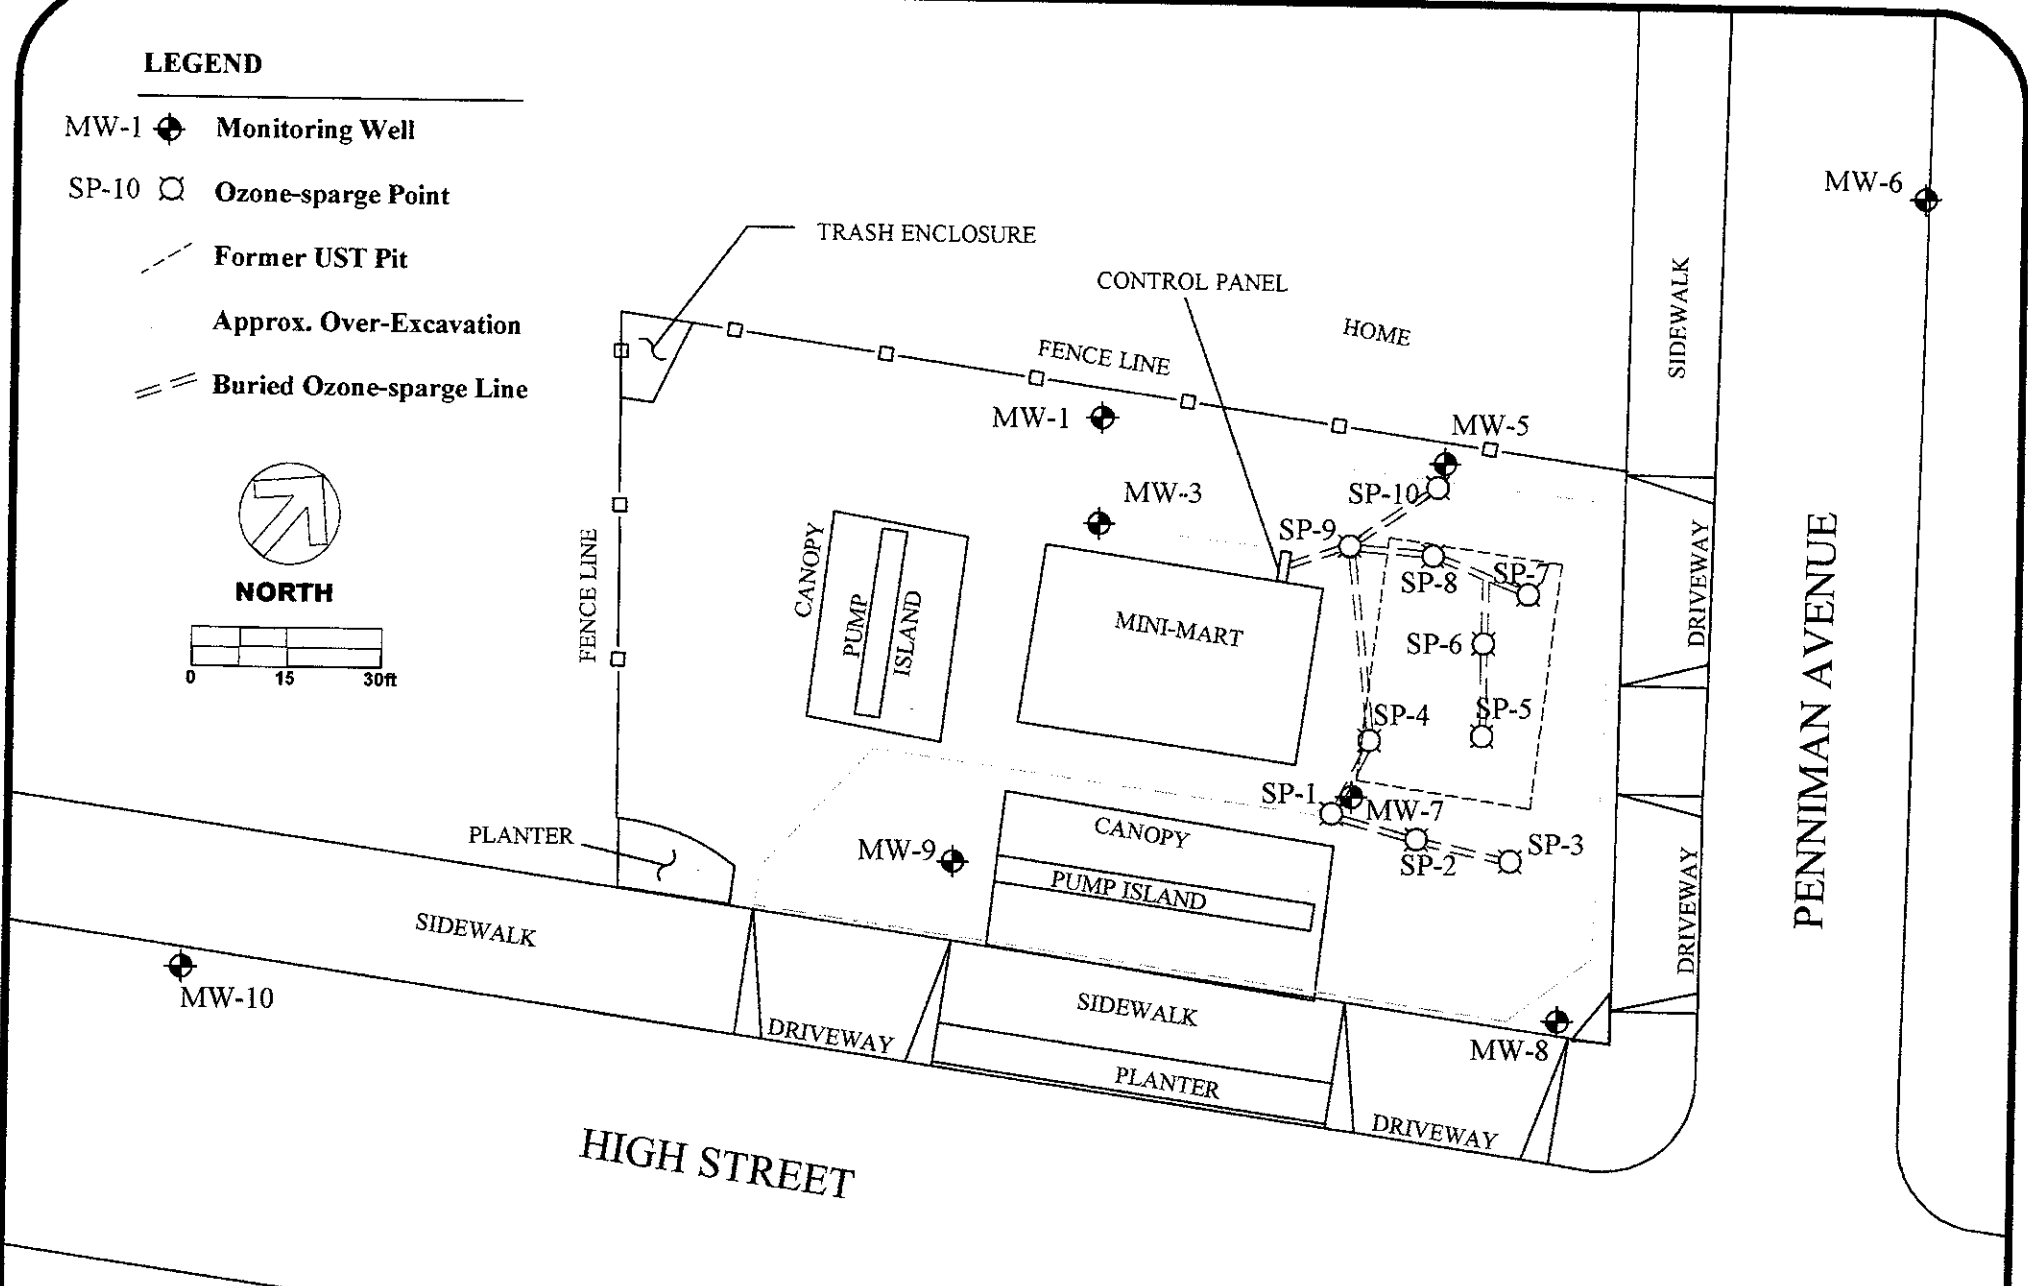 LEGEND
MW-1 Monitoring Well
SP-10 Ozone-sparge Point
Former UST Pit
Approx. Over-Excavation
Buried Ozone-sparge Line
NORTH
0 15 30ft
MW-6
TRASH ENCLOSURE
CONTROL PANEL
HOME
SIDEWALK
FENCE LINE
MW-1
MW-5
MW-3
SP-10
SP-9
SP-8
SP-7
CANOPY
PUMP
ISLAND
FENCE LINE
MINI-MART
SP-6
SP-4
SP-5
DRIVEWAY
PENNIMAN AVENUE
SP-1
MW-7
CANOPY
SP-2
SP-3
PLANTER
MW-9
PUMP ISLAND
DRIVEWAY
SIDEWALK
MW-10
SIDEWALK
DRIVEWAY
MW-8
PLANTER
DRIVEWAY
HIGH STREET